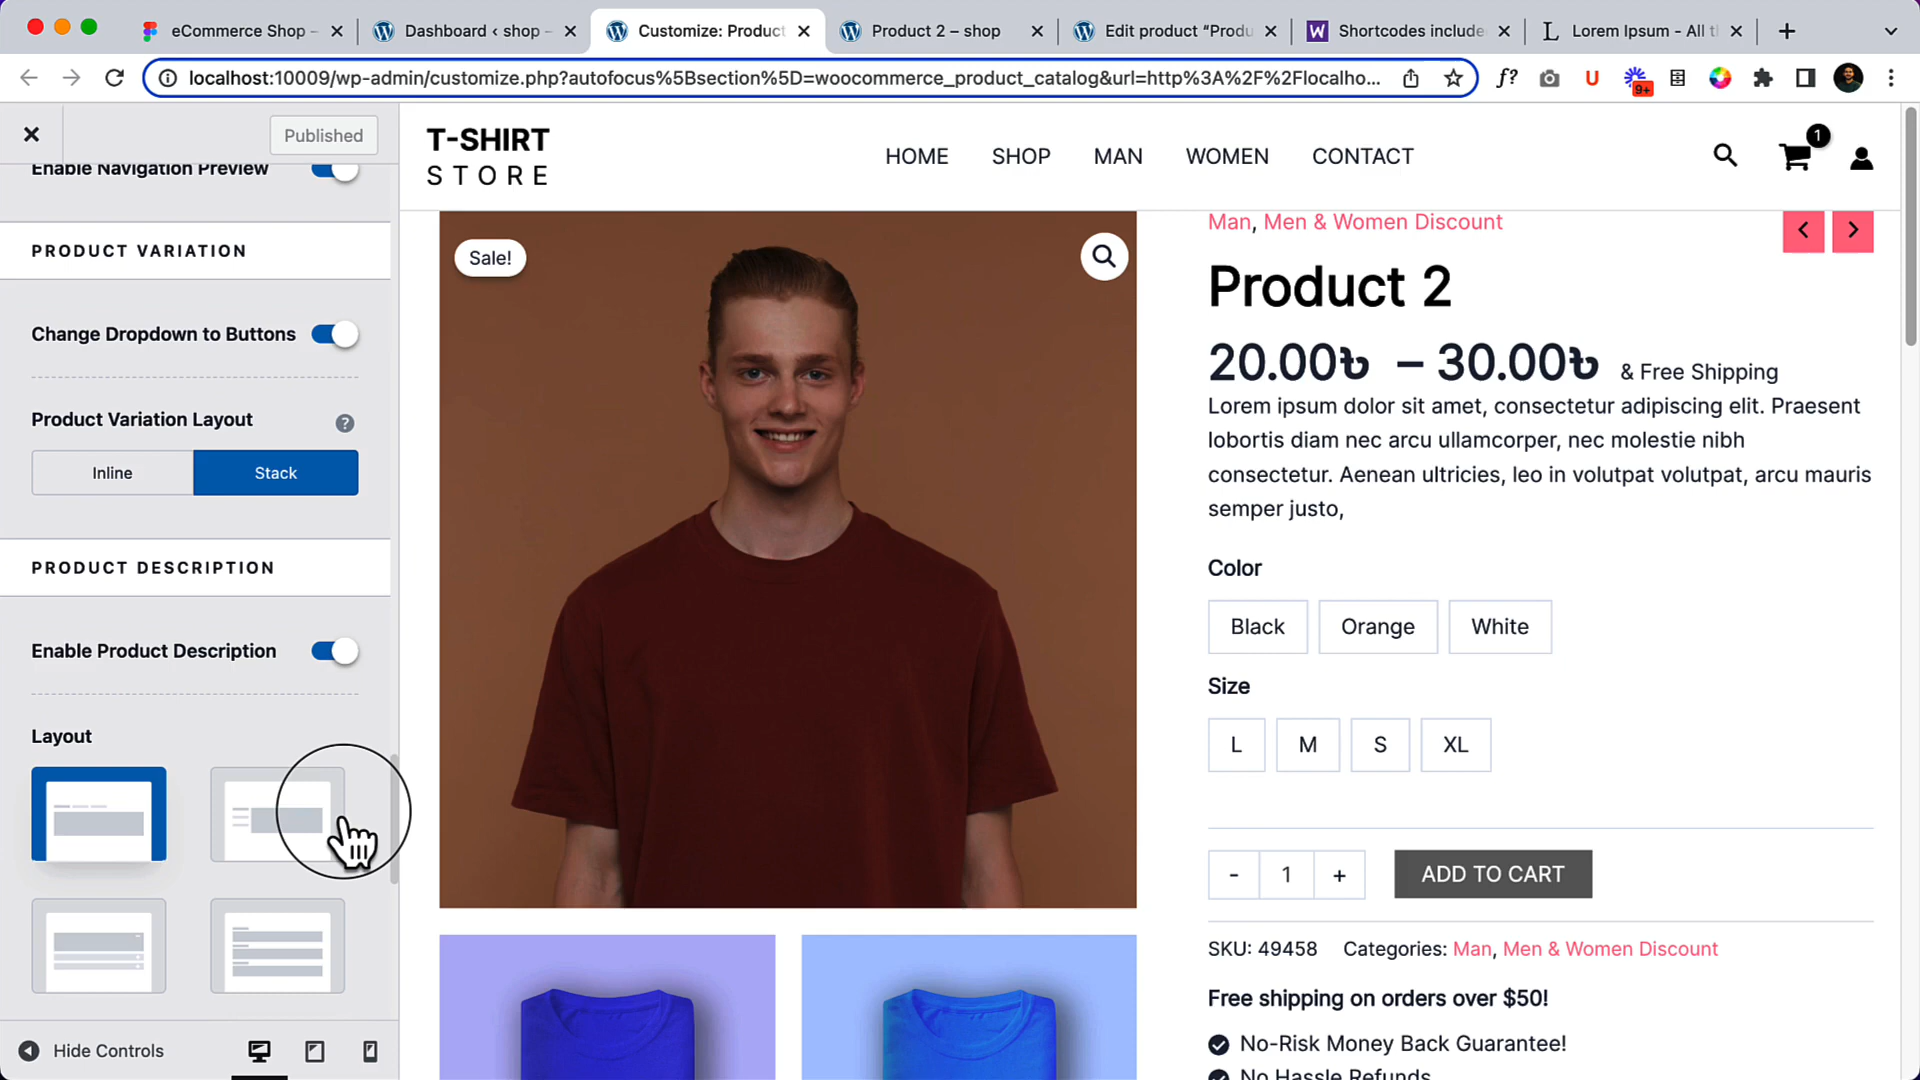 eCommerce Shop –
Dashboard ‹ shop –
Customize: Product
Product 2 – shop
Edit product “Produ
Shortcodes include
Lorem Ipsum - All t
localhost:10009/wp-admin/customize.php?autofocus%5Bsection%5D=woocommerce_product_catalog&url=http%3A%2F%2Flocalho...
f?
9+
Published
Enable Navigation Preview
PRODUCT VARIATION
Change Dropdown to Buttons
Product Variation Layout
?
Inline
Stack
PRODUCT DESCRIPTION
Enable Product Description
Layout
Hide Controls
T-SHIRT
STORE
HOME
SHOP
MAN
WOMEN
CONTACT
1
Sale!
Man, Men & Women Discount
Product 2
20.00৳ – 30.00৳ & Free Shipping
Lorem ipsum dolor sit amet, consectetur adipiscing elit. Praesent
lobortis diam nec arcu ullamcorper, nec molestie nibh
consectetur. Aenean ultricies, leo in volutpat volutpat, arcu mauris
semper justo,
Color
Black
Orange
White
Size
L
M
S
XL
- 1 +
ADD TO CART
SKU: 49458 Categories: Man, Men & Women Discount
Free shipping on orders over $50!
No-Risk Money Back Guarantee!
No Hassle Refunds